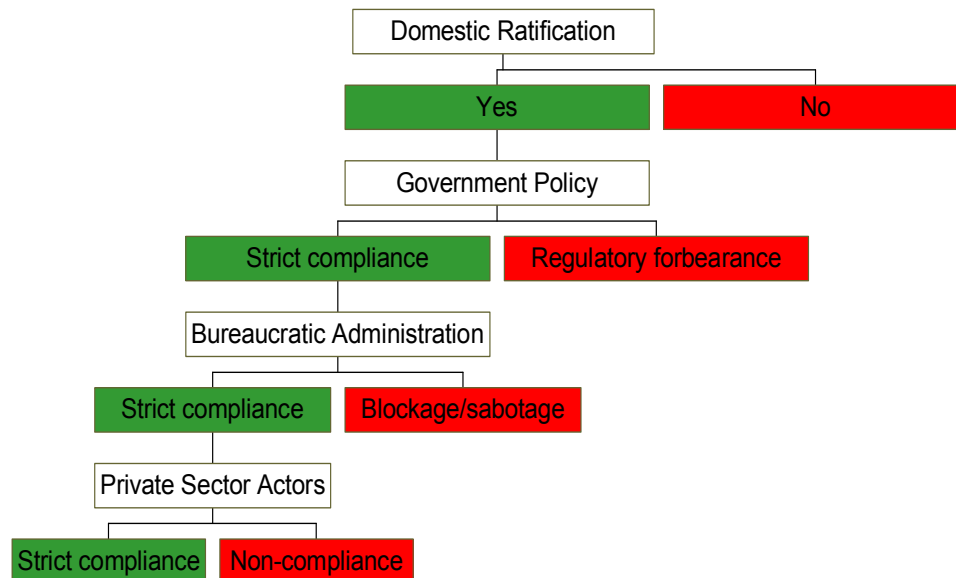 Domestic Ratification
Yes
No
Government Policy
Strict compliance
Regulatory forbearance
Bureaucratic Administration
Strict compliance
Blockage/sabotage
Private Sector Actors
Strict compliance
Non-compliance